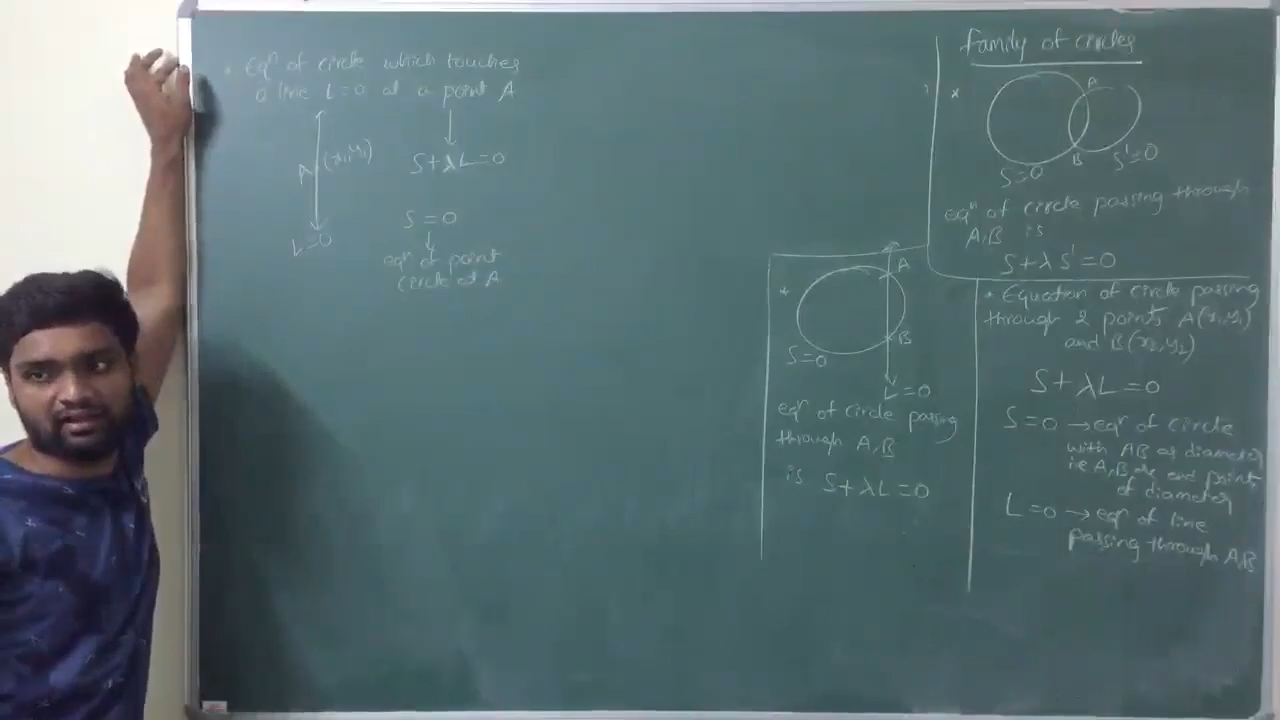 Family of circles
*
A
B
S=0
S'=0
eqⁿ of circle passing through
A,B is
S+λS'=0
* Equation of circle passing
through 2 points A(x₁,y₁)
and B(x₂,y₂)
S+λL=0
S=0 → eqⁿ of circle
with AB as diameter
ie A,B are end points
of diameter
L=0 → eqⁿ of line
passing through A,B
*
A
B
S=0
L=0
eqⁿ of circle passing
through A,B
is S+λL=0
* Eqⁿ of circle which touches
a line L=0 at a point A
A (x₁,y₁)
L=0
S+λL=0
S=0
eqⁿ of point
circle at A